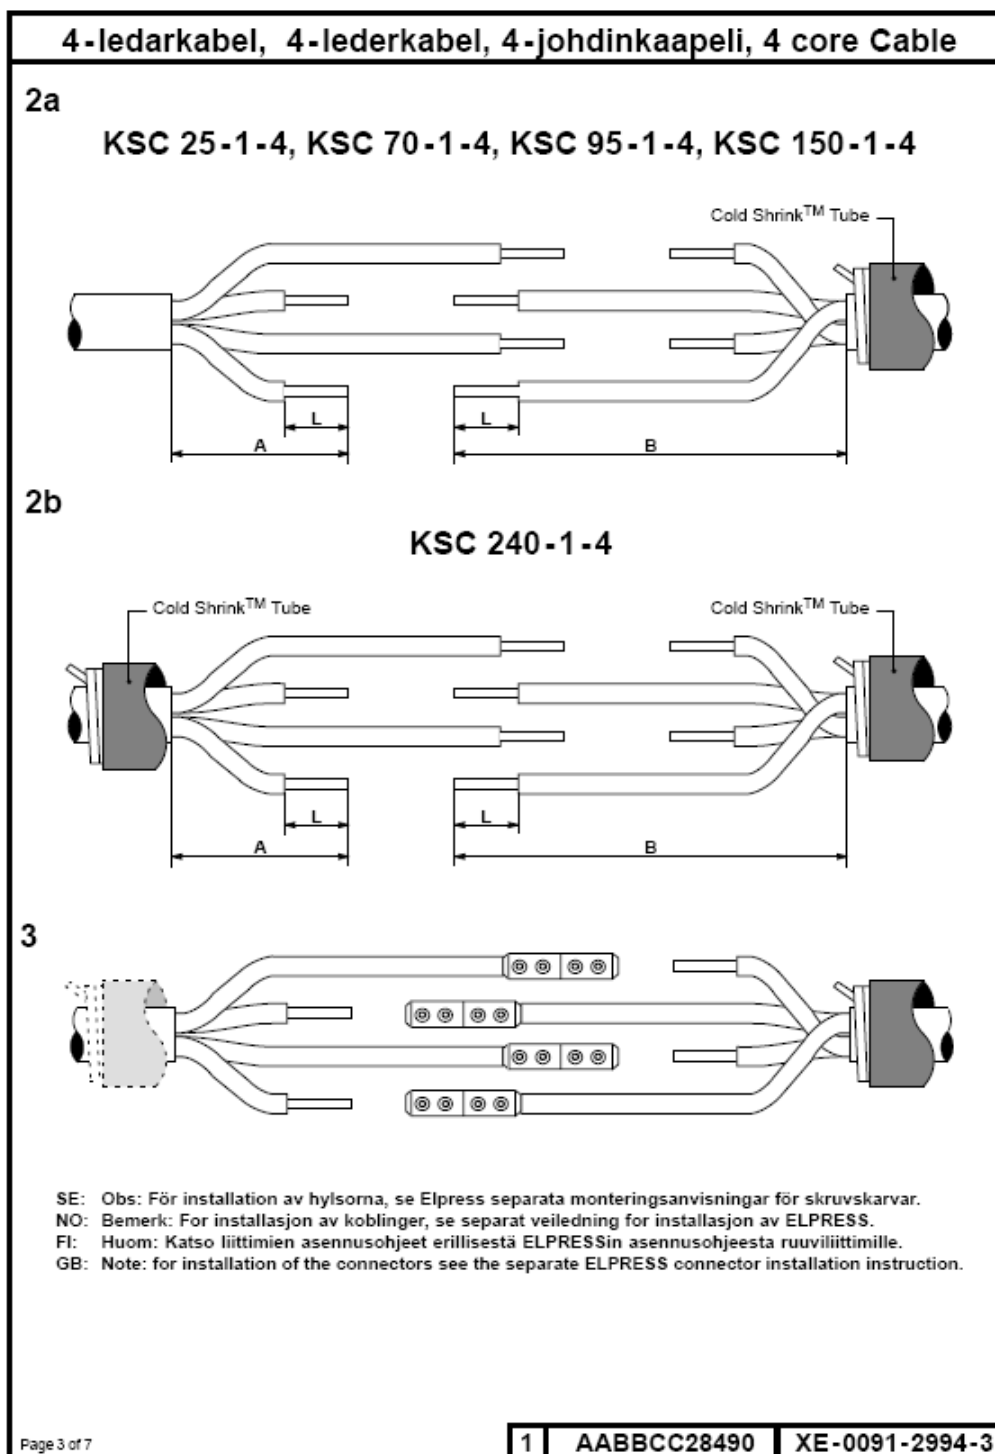 4-ledarkabel, 4-lederkabel, 4-johdinkaapeli, 4 core Cable
2a
KSC 25-1-4, KSC 70-1-4, KSC 95-1-4, KSC 150-1-4
Cold Shrink™ Tube
L
L
A
B
2b
KSC 240-1-4
Cold Shrink™ Tube
Cold Shrink™ Tube
L
L
A
B
3
SE: Obs: För installation av hylsorna, se Elpress separata monteringsanvisningar för skruvskarvar.
NO: Bemerk: For installasjon av koblinger, se separat veiledning for installasjon av ELPRESS.
FI: Huom: Katso liittimien asennusohjeet erillisestä ELPRESSin asennusohjeesta ruuviliittimille.
GB: Note: for installation of the connectors see the separate ELPRESS connector installation instruction.
Page 3 of 7
1 AABBCC28490 XE-0091-2994-3